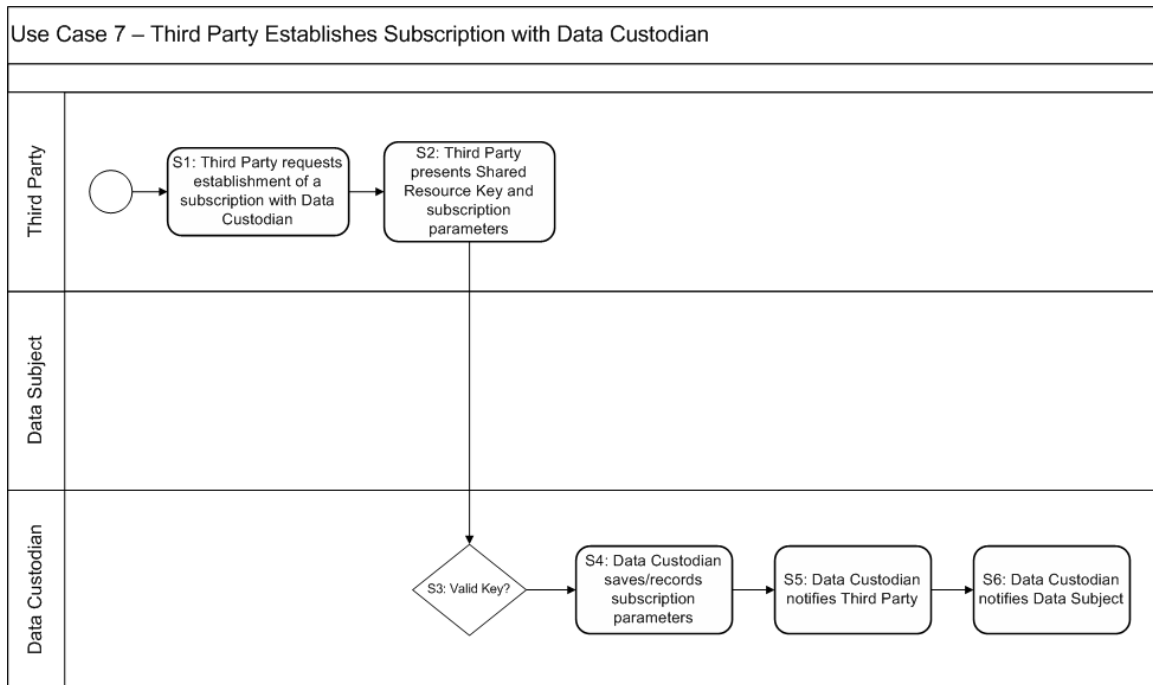 Use Case 7 – Third Party Establishes Subscription with Data Custodian
Third Party
S1: Third Party requests
establishment of a
subscription with Data
Custodian
S2: Third Party
presents Shared
Resource Key and
subscription
parameters
Data Subject
Data Custodian
S3: Valid Key?
S4: Data Custodian
saves/records
subscription
parameters
S5: Data Custodian
notifies Third Party
S6: Data Custodian
notifies Data Subject